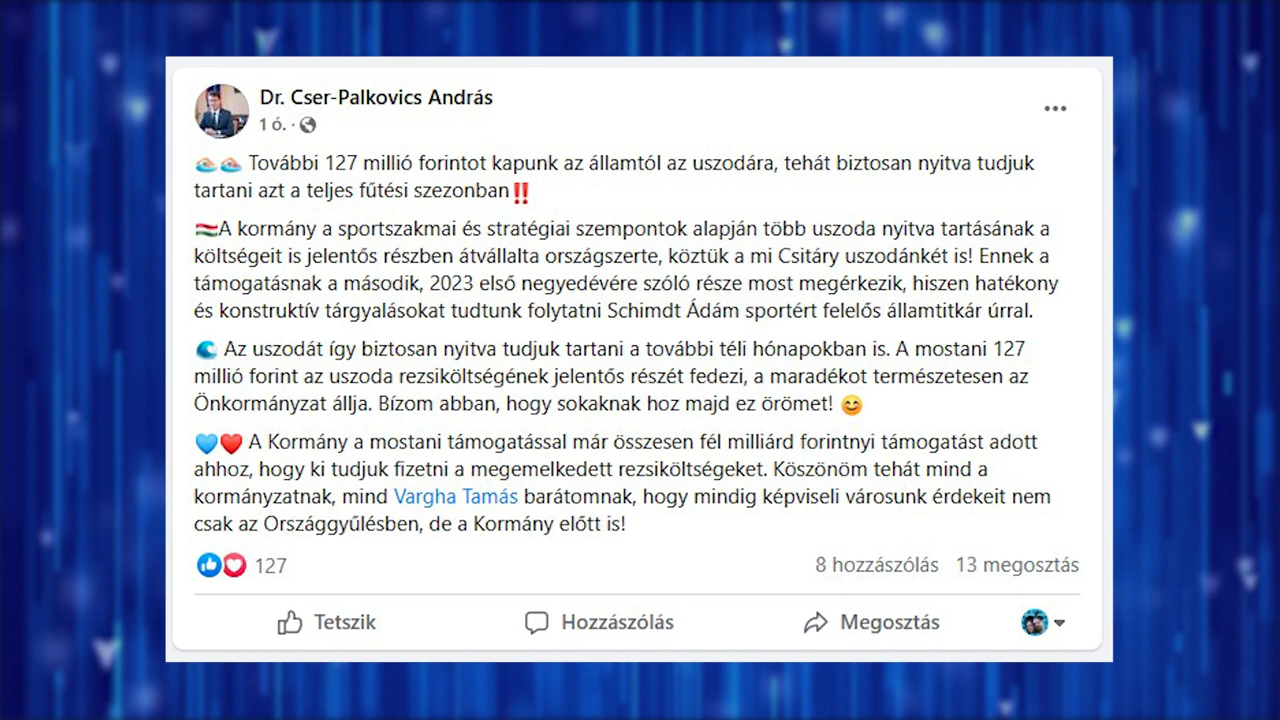 Dr. Cser-Palkovics András
1 ó. ·
További 127 millió forintot kapunk az államtól az uszodára, tehát biztosan nyitva tudjuk
tartani azt a teljes fűtési szezonban‼
A kormány a sportszakmai és stratégiai szempontok alapján több uszoda nyitva tartásának a
költségeit is jelentős részben átvállalta országszerte, köztük a mi Csitáry uszodánkét is! Ennek a
támogatásnak a második, 2023 első negyedévére szóló része most megérkezik, hiszen hatékony
és konstruktív tárgyalásokat tudtunk folytatni Schimdt Ádám sportért felelős államtitkár úrral.
Az uszodát így biztosan nyitva tudjuk tartani a további téli hónapokban is. A mostani 127
millió forint az uszoda rezsiköltségének jelentős részét fedezi, a maradékot természetesen az
Önkormányzat állja. Bízom abban, hogy sokaknak hoz majd ez örömet!
A Kormány a mostani támogatással már összesen fél milliárd forintnyi támogatást adott
ahhoz, hogy ki tudjuk fizetni a megemelkedett rezsiköltségeket. Köszönöm tehát mind a
kormányzatnak, mind Vargha Tamás barátomnak, hogy mindig képviseli városunk érdekeit nem
csak az Országgyűlésben, de a Kormány előtt is!
127 8 hozzászólás 13 megosztás
Tetszik Hozzászólás Megosztás